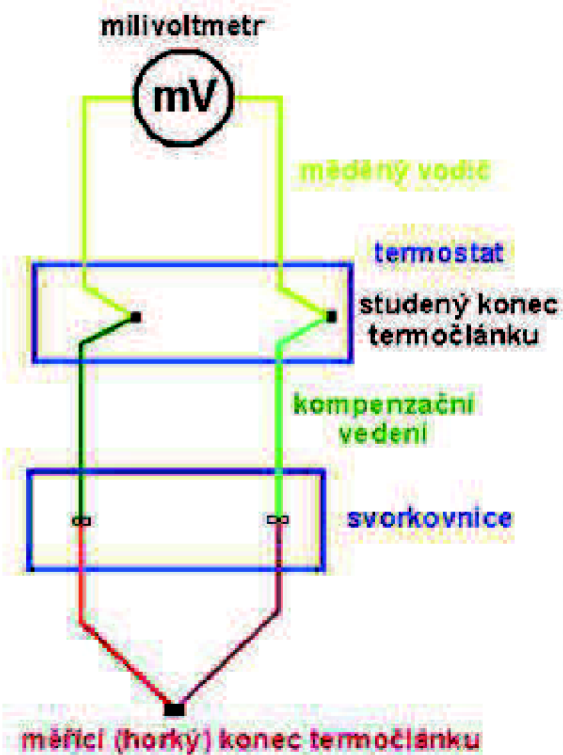 milivoltmetr
mV
měděný vodič
termostat
studený konec
termočlánku
kompenzační
vedení
svorkovnice
měřící (horký) konec termočlánku